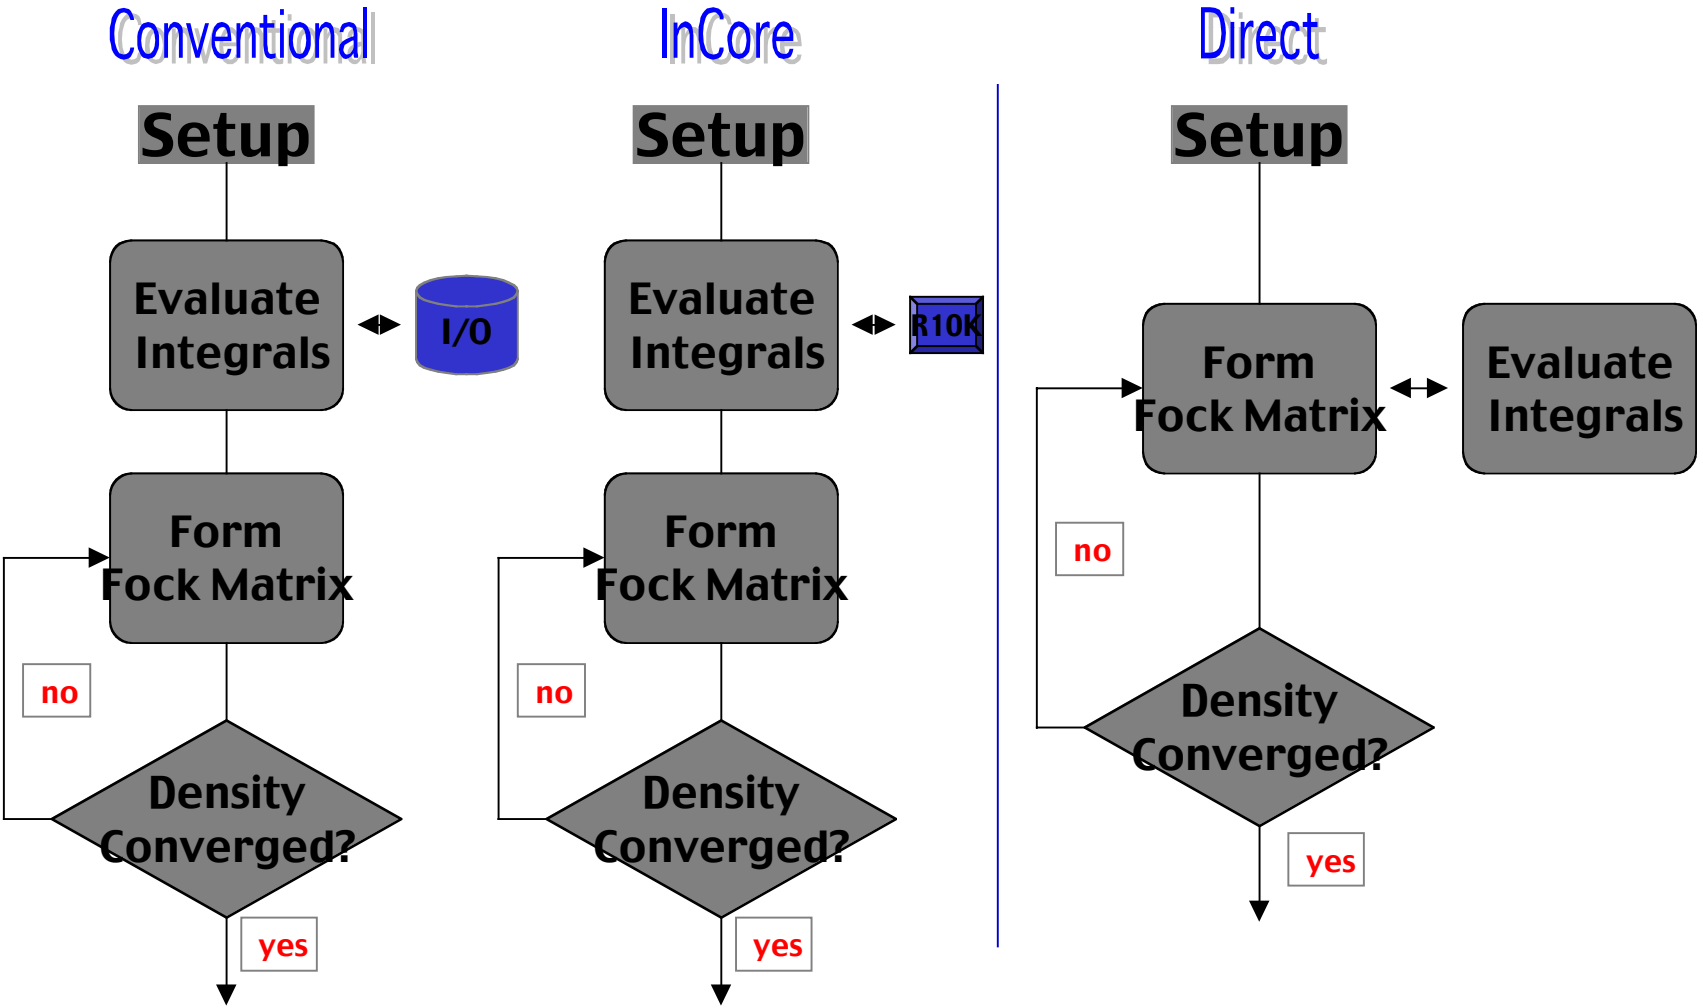 Conventional
Setup
Evaluate
Integrals
I/O
Form
Fock Matrix
no
Density
Converged?
yes
InCore
Setup
Evaluate
Integrals
R10K
Form
Fock Matrix
no
Density
Converged?
yes
Direct
Setup
Form
Fock Matrix
Evaluate
Integrals
no
Density
Converged?
yes